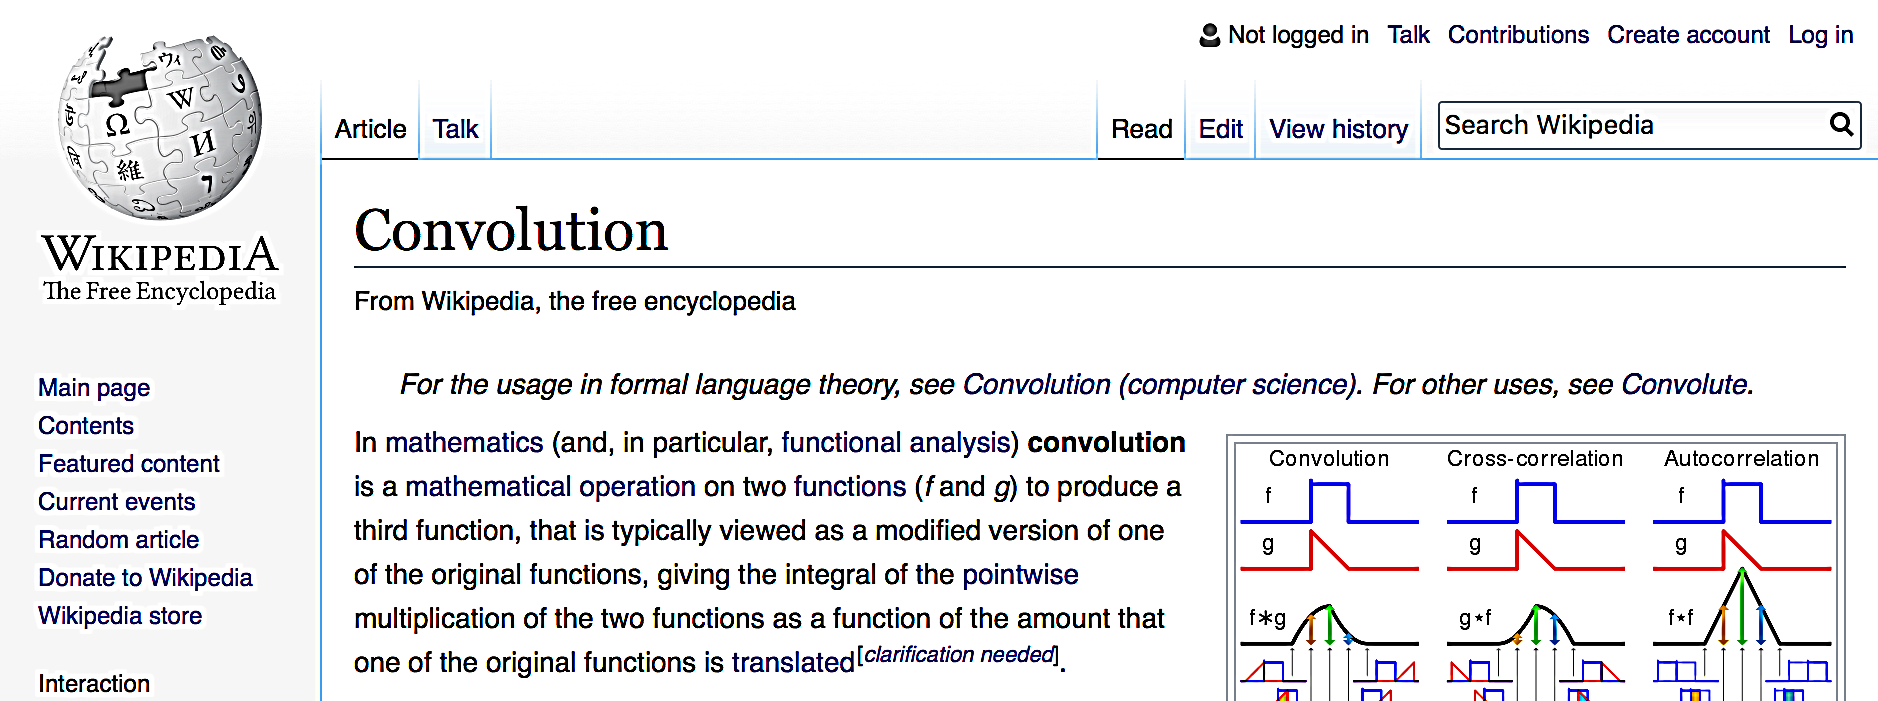 Not logged in Talk Contributions Create account Log in
Article Talk Read Edit View history Search Wikipedia
WIKIPEDIA
The Free Encyclopedia
Main page
Contents
Featured content
Current events
Random article
Donate to Wikipedia
Wikipedia store
Interaction
Convolution
From Wikipedia, the free encyclopedia
For the usage in formal language theory, see Convolution (computer science). For other uses, see Convolute.
In mathematics (and, in particular, functional analysis) convolution
is a mathematical operation on two functions (f and g) to produce a
third function, that is typically viewed as a modified version of one
of the original functions, giving the integral of the pointwise
multiplication of the two functions as a function of the amount that
one of the original functions is translated[clarification needed].
Convolution Cross-correlation Autocorrelation
f f f
g g g
f∗g g⋆f f⋆f